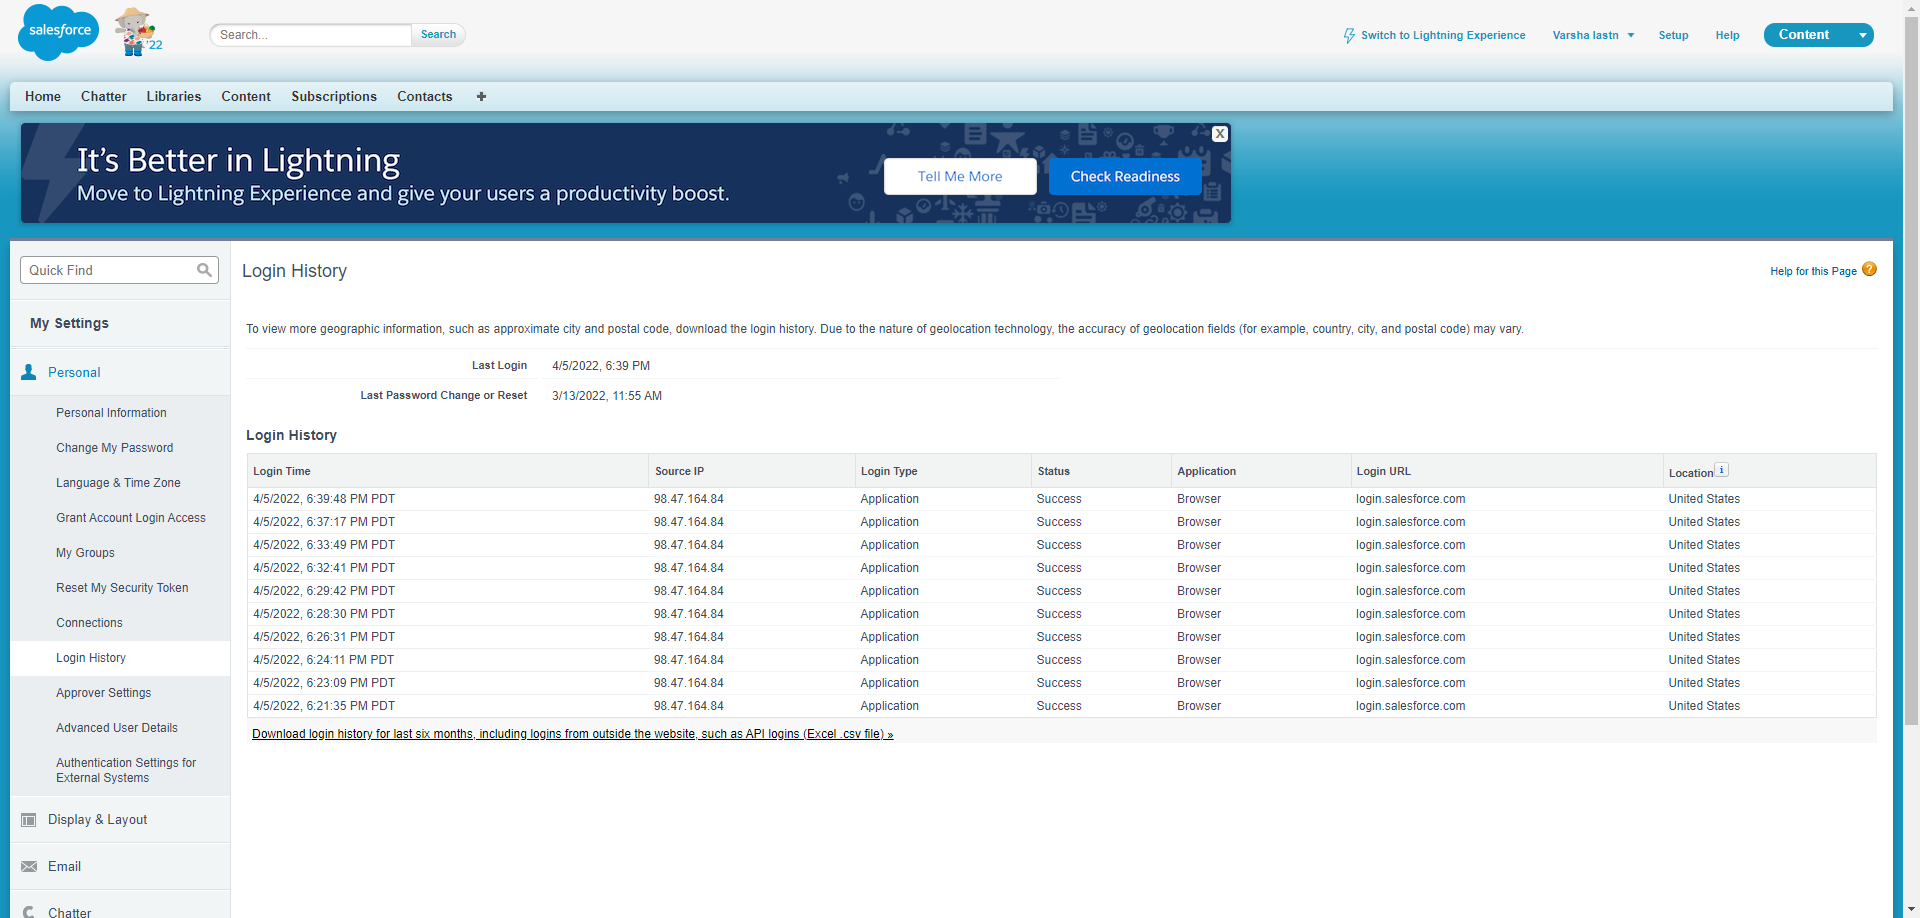 salesforce
'22
Search...
Search
Switch to Lightning Experience
Varsha lastn
Setup
Help
Content
Home Chatter Libraries Content Subscriptions Contacts +
X
It's Better in Lightning
Move to Lightning Experience and give your users a productivity boost.
Tell Me More
Check Readiness
Quick Find
My Settings
Personal
Personal Information
Change My Password
Language & Time Zone
Grant Account Login Access
My Groups
Reset My Security Token
Connections
Login History
Approver Settings
Advanced User Details
Authentication Settings for
External Systems
Display & Layout
Email
Chatter
Login History
Help for this Page ?
To view more geographic information, such as approximate city and postal code, download the login history. Due to the nature of geolocation technology, the accuracy of geolocation fields (for example, country, city, and postal code) may vary.
Last Login 4/5/2022, 6:39 PM
Last Password Change or Reset 3/13/2022, 11:55 AM
Login History
Login Time Source IP Login Type Status Application Login URL Location i
4/5/2022, 6:39:48 PM PDT 98.47.164.84 Application Success Browser login.salesforce.com United States
4/5/2022, 6:37:17 PM PDT 98.47.164.84 Application Success Browser login.salesforce.com United States
4/5/2022, 6:33:49 PM PDT 98.47.164.84 Application Success Browser login.salesforce.com United States
4/5/2022, 6:32:41 PM PDT 98.47.164.84 Application Success Browser login.salesforce.com United States
4/5/2022, 6:29:42 PM PDT 98.47.164.84 Application Success Browser login.salesforce.com United States
4/5/2022, 6:28:30 PM PDT 98.47.164.84 Application Success Browser login.salesforce.com United States
4/5/2022, 6:26:31 PM PDT 98.47.164.84 Application Success Browser login.salesforce.com United States
4/5/2022, 6:24:11 PM PDT 98.47.164.84 Application Success Browser login.salesforce.com United States
4/5/2022, 6:23:09 PM PDT 98.47.164.84 Application Success Browser login.salesforce.com United States
4/5/2022, 6:21:35 PM PDT 98.47.164.84 Application Success Browser login.salesforce.com United States
Download login history for last six months, including logins from outside the website, such as API logins (Excel .csv file) »